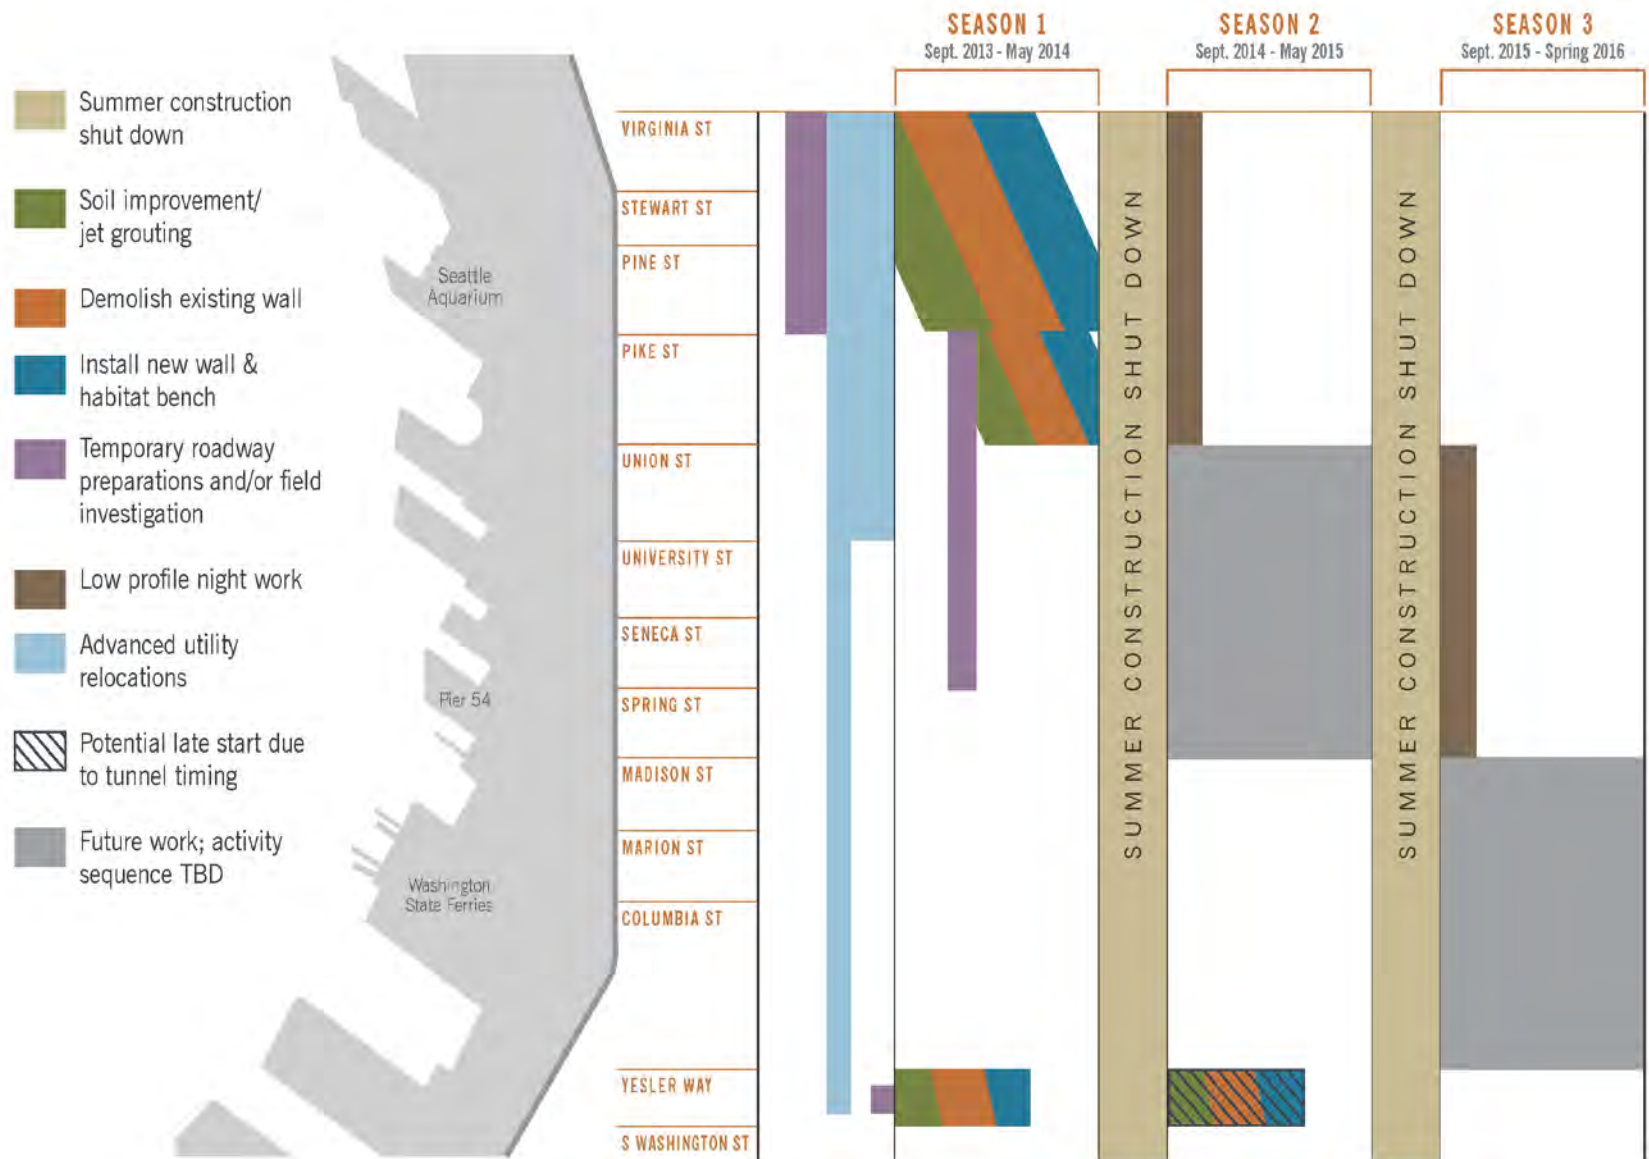 SEASON 1
Sept. 2013 - May 2014
SEASON 2
Sept. 2014 - May 2015
SEASON 3
Sept. 2015 - Spring 2016
Summer construction
shut down
Soil improvement/
jet grouting
Demolish existing wall
Install new wall &
habitat bench
Temporary roadway
preparations and/or field
investigation
Low profile night work
Advanced utility
relocations
Potential late start due
to tunnel timing
Future work; activity
sequence TBD
Seattle
Aquarium
Pier 54
Washington
State Ferries
VIRGINIA ST
STEWART ST
PINE ST
PIKE ST
UNION ST
UNIVERSITY ST
SENECA ST
SPRING ST
MADISON ST
MARION ST
COLUMBIA ST
YESLER WAY
S WASHINGTON ST
SUMMER CONSTRUCTION SHUT DOWN
SUMMER CONSTRUCTION SHUT DOWN